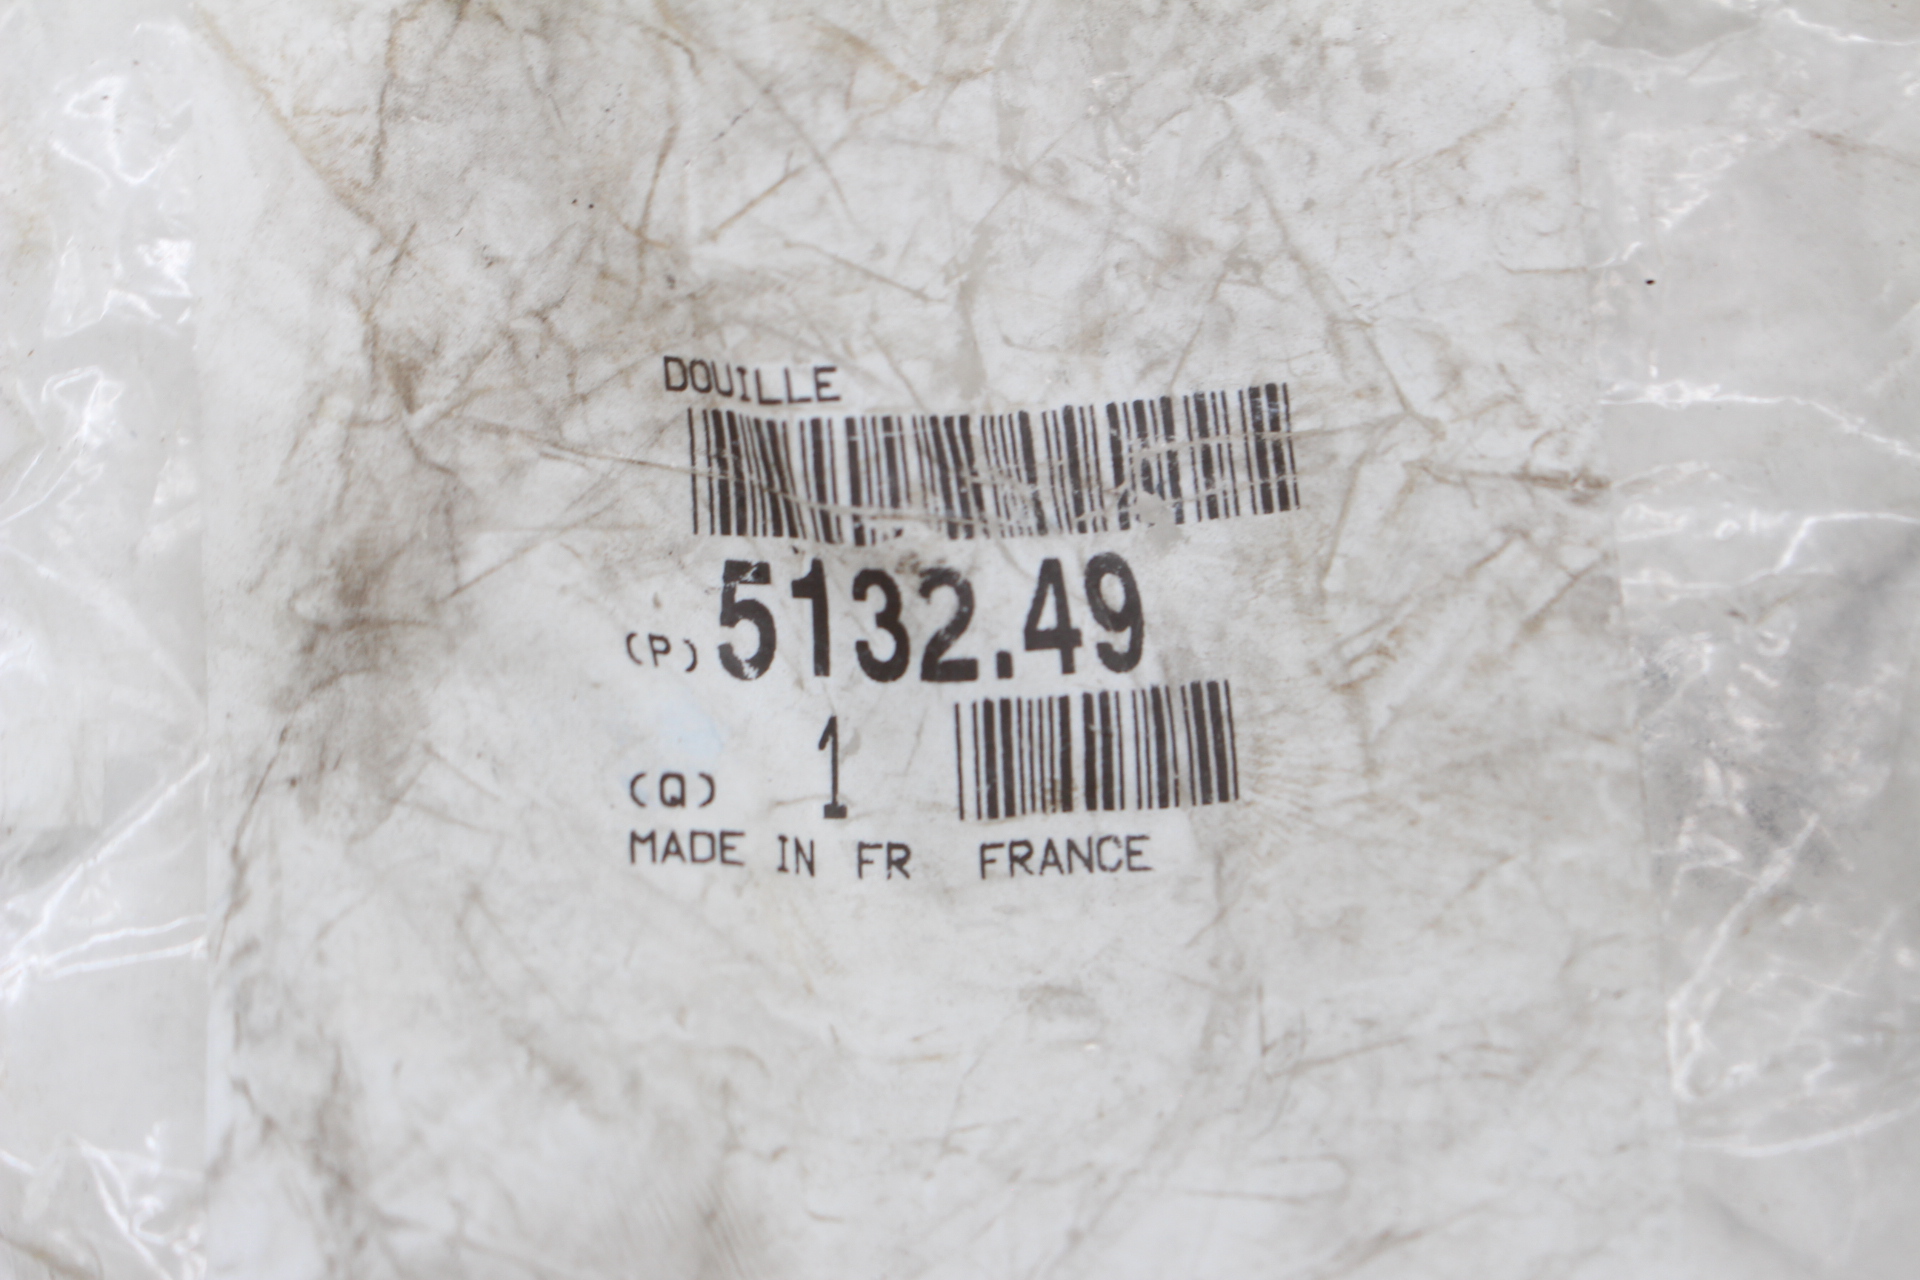 DOUILLE
(P) 5132.49
(Q) 1
MADE IN FR FRANCE